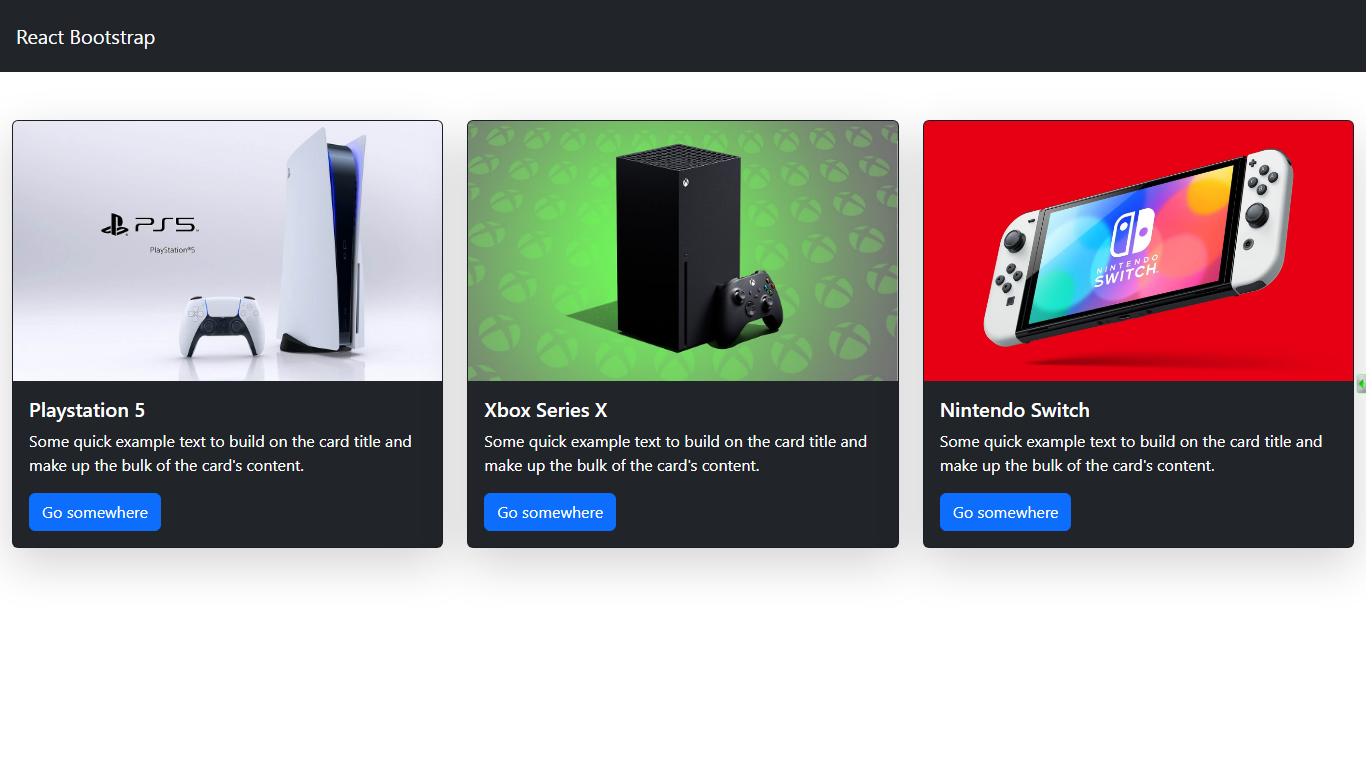 React Bootstrap
PS5
PlayStation®5
NINTENDO
SWITCH
Playstation 5
Some quick example text to build on the card title and
make up the bulk of the card's content.
Go somewhere
Xbox Series X
Some quick example text to build on the card title and
make up the bulk of the card's content.
Go somewhere
Nintendo Switch
Some quick example text to build on the card title and
make up the bulk of the card's content.
Go somewhere